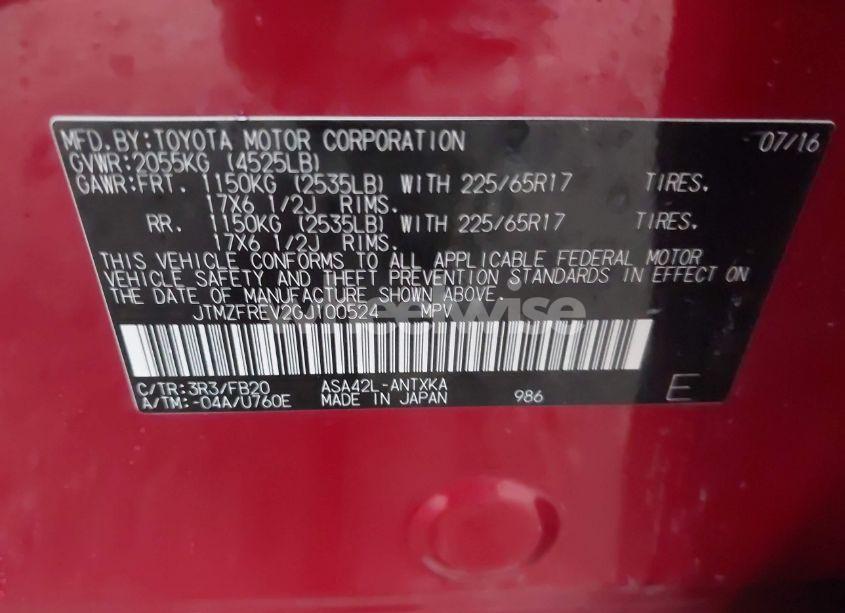 MFD.BY:TOYOTA MOTOR CORPORATION 07/16
GVWR:2055KG (4525LB)
GAWR:FRT. 1150KG (2535LB) WITH 225/65R17 TIRES,
17X6 1/2J RIMS.
RR. 1150KG (2535LB) WITH 225/65R17 TIRES,
17X6 1/2J RIMS.
THIS VEHICLE CONFORMS TO ALL APPLICABLE FEDERAL MOTOR
VEHICLE SAFETY AND THEFT PREVENTION STANDARDS IN EFFECT ON
THE DATE OF MANUFACTURE SHOWN ABOVE.
JTMZFREV2GJ100524 MPV
C/TR:3R3/FB20 ASA42L-ANTXKA
A/TM:-04A/U760E MADE IN JAPAN 986 E